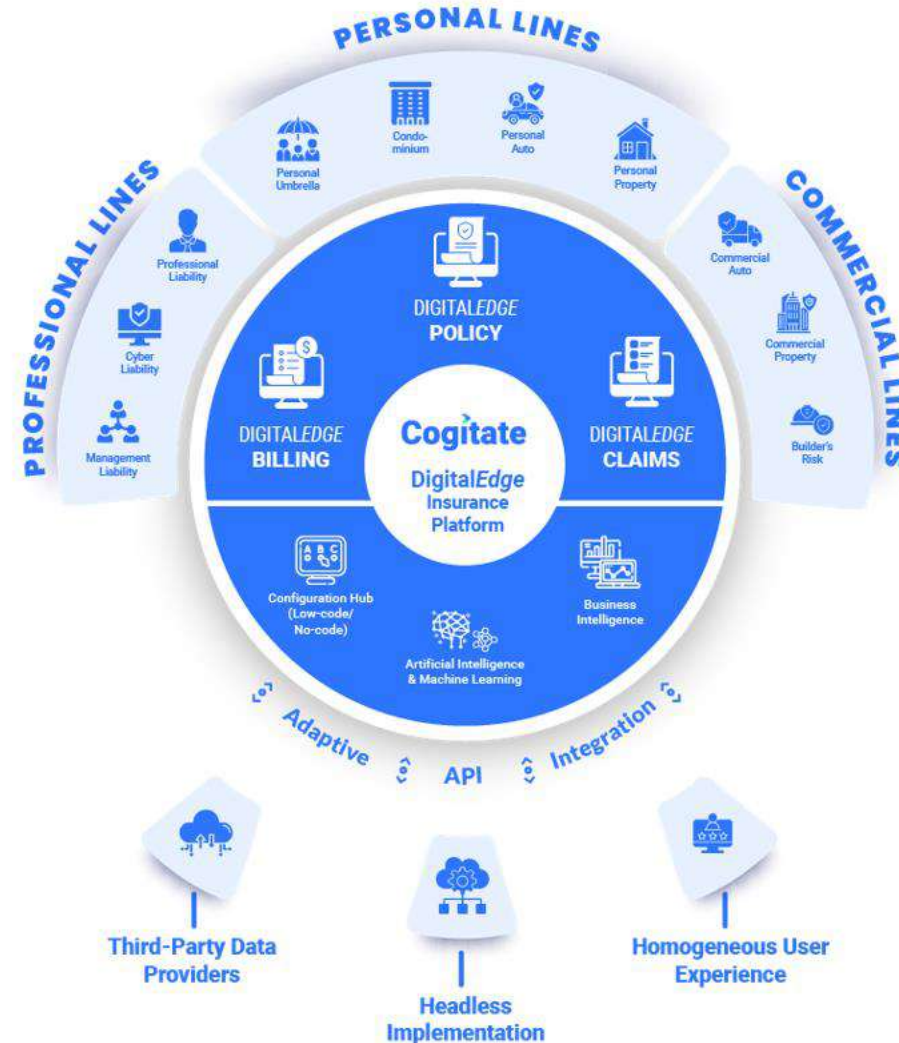 PERSONAL LINES
Personal
Umbrella
Condo-
minium
Personal
Auto
Personal
Property
PROFESSIONAL LINES
Professional
Liability
Cyber
Liability
Management
Liability
COMMERCIAL LINES
Commercial
Auto
Commercial
Property
Builder's
Risk
DIGITALEDGE
POLICY
$
DIGITALEDGE
BILLING
DIGITALEDGE
CLAIMS
Cogitate
DigitalEdge
Insurance
Platform
A B C
Configuration Hub
(Low-code/
No-code)
Artificial Intelligence
& Machine Learning
Business
Intelligence
Adaptive
API
Integration
Third-Party Data
Providers
Headless
Implementation
Homogeneous User
Experience